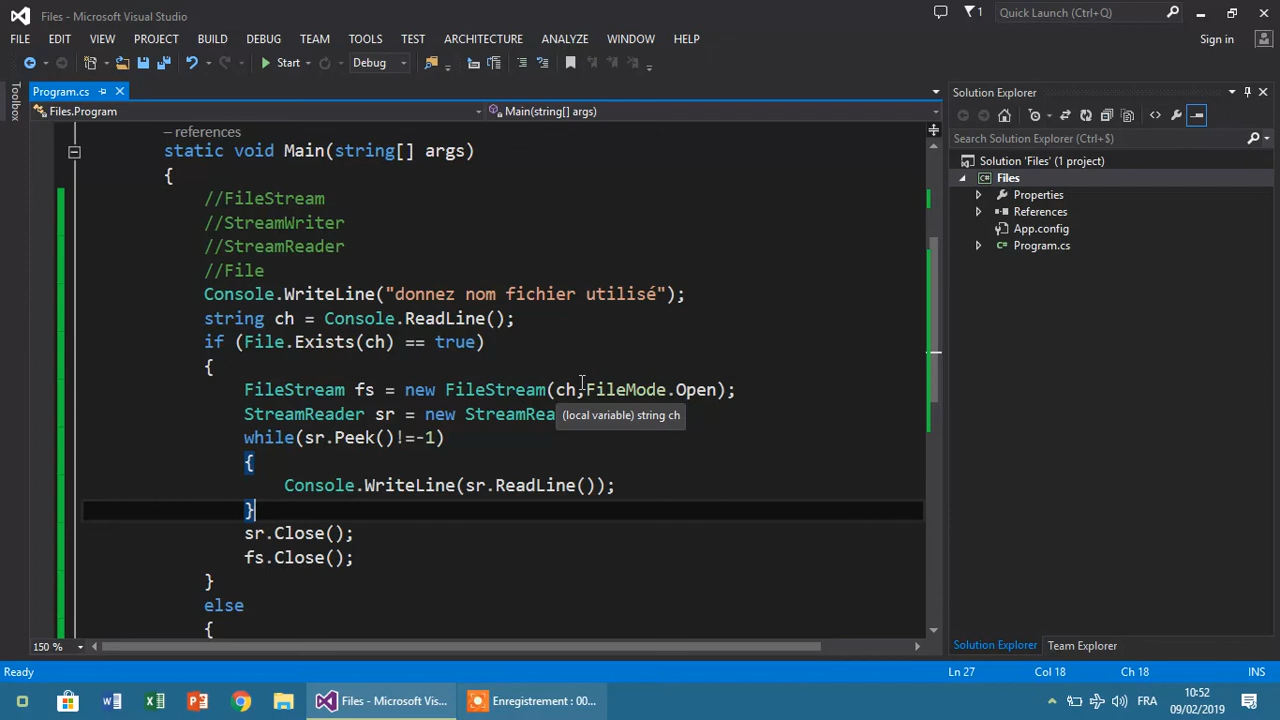 Files - Microsoft Visual Studio
Quick Launch (Ctrl+Q)
1
FILE EDIT VIEW PROJECT BUILD DEBUG TEAM TOOLS TEST ARCHITECTURE ANALYZE WINDOW HELP
Sign in
Start Debug
Toolbox
Program.cs
Files.Program
Main(string[] args)
- references
static void Main(string[] args)
{
//FileStream
//StreamWriter
//StreamReader
//File
Console.WriteLine("donnez nom fichier utilisé");
string ch = Console.ReadLine();
if (File.Exists(ch) == true)
{
FileStream fs = new FileStream(ch,FileMode.Open);
StreamReader sr = new StreamRea
(local variable) string ch
while(sr.Peek()!=-1)
{
Console.WriteLine(sr.ReadLine());
}
sr.Close();
fs.Close();
}
else
{
150 %
Solution Explorer
Search Solution Explorer (Ctrl+$)
Solution 'Files' (1 project)
C# Files
Properties
References
App.config
C# Program.cs
Solution Explorer Team Explorer
Ready
Ln 27 Col 18 Ch 18 INS
Files - Microsoft Vis...
Enregistrement : 00...
FRA
10:52
09/02/2019